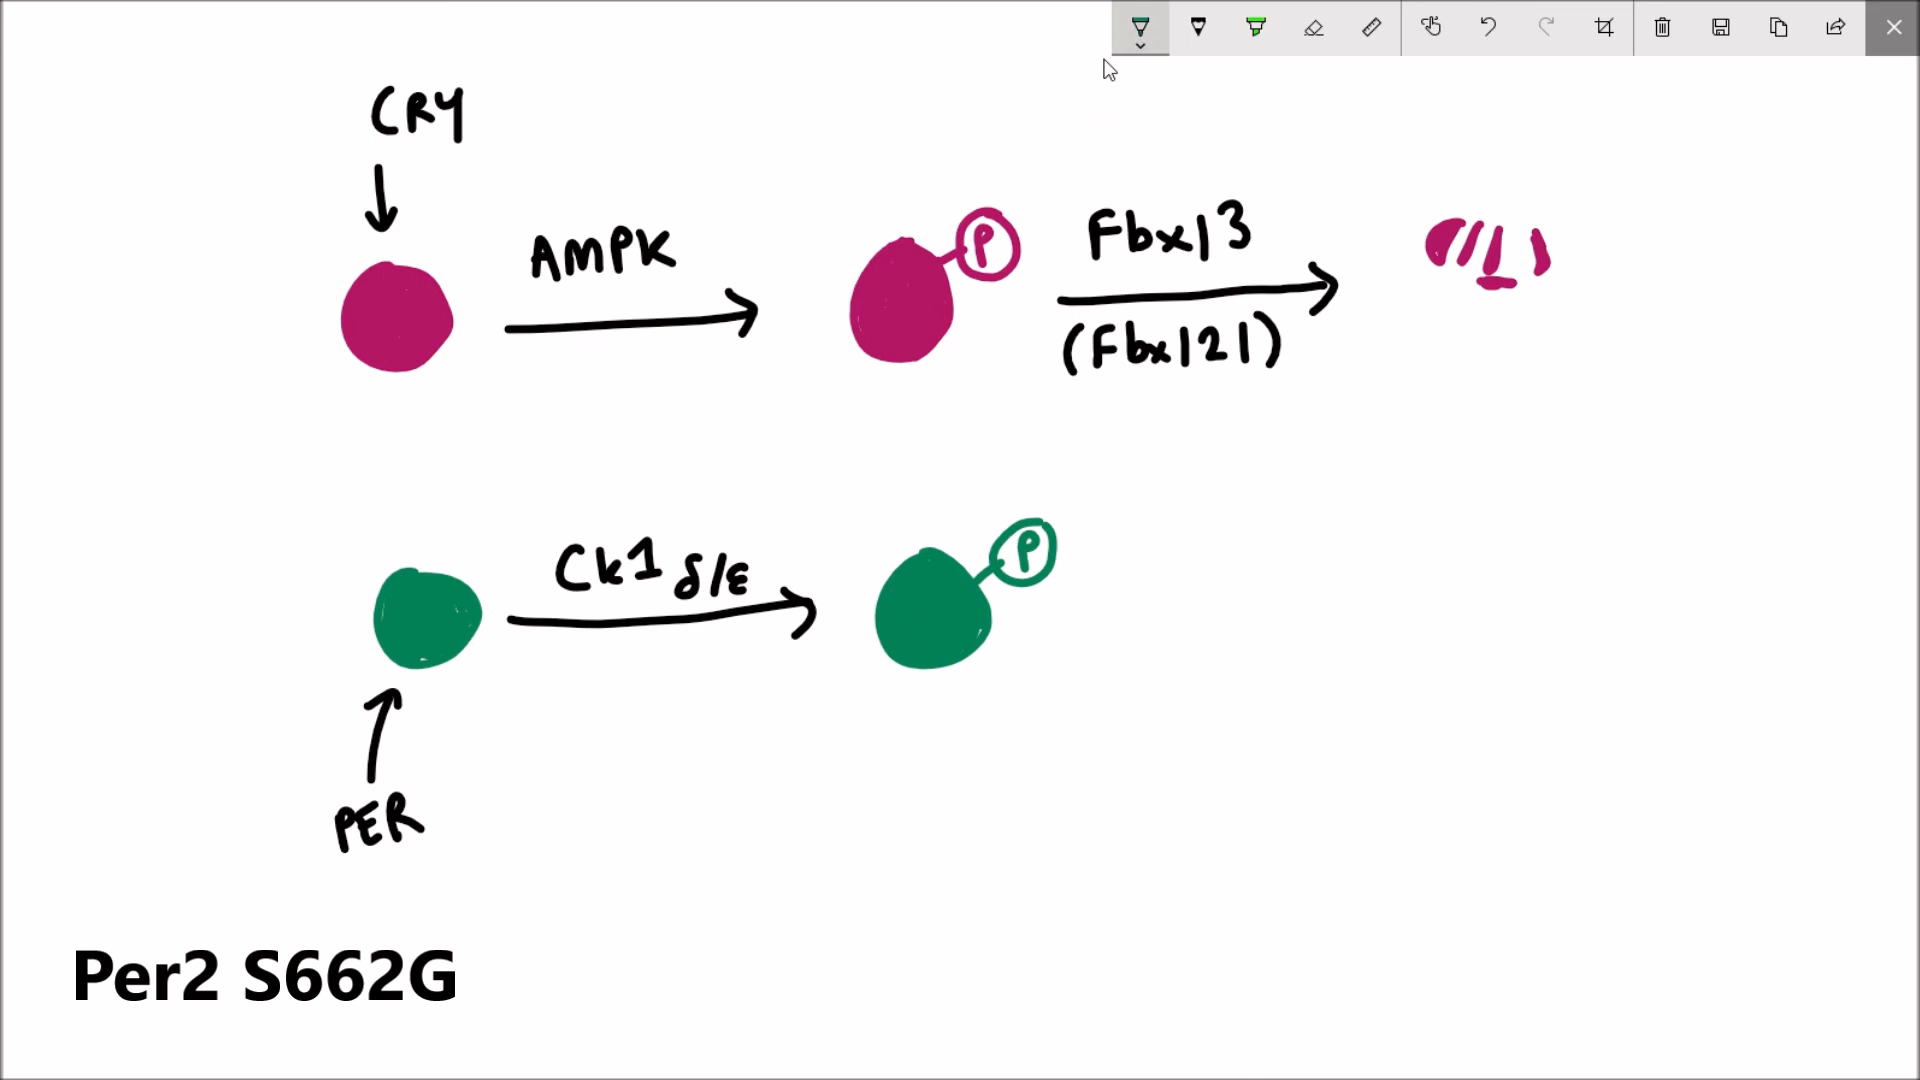 CRY
AMPK
P
Fbxl3
(Fbxl21)
Ck1 δ/ε
P
PER
Per2 S662G